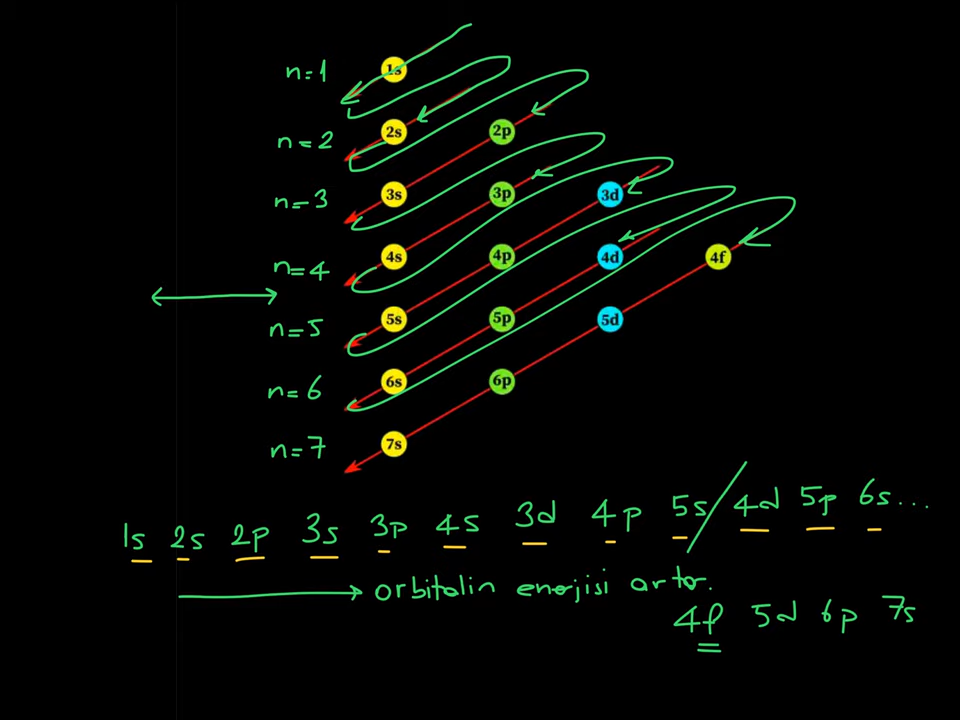 n=1 1s
n=2 2s 2p
n=3 3s 3p 3d
n=4 4s 4p 4d 4f
n=5 5s 5p 5d
n=6 6s 6p
n=7 7s
1s 2s 2p 3s 3p 4s 3d 4p 5s / 4d 5p 6s...
orbitalin enerjisi artar.
4f 5d 6p 7s